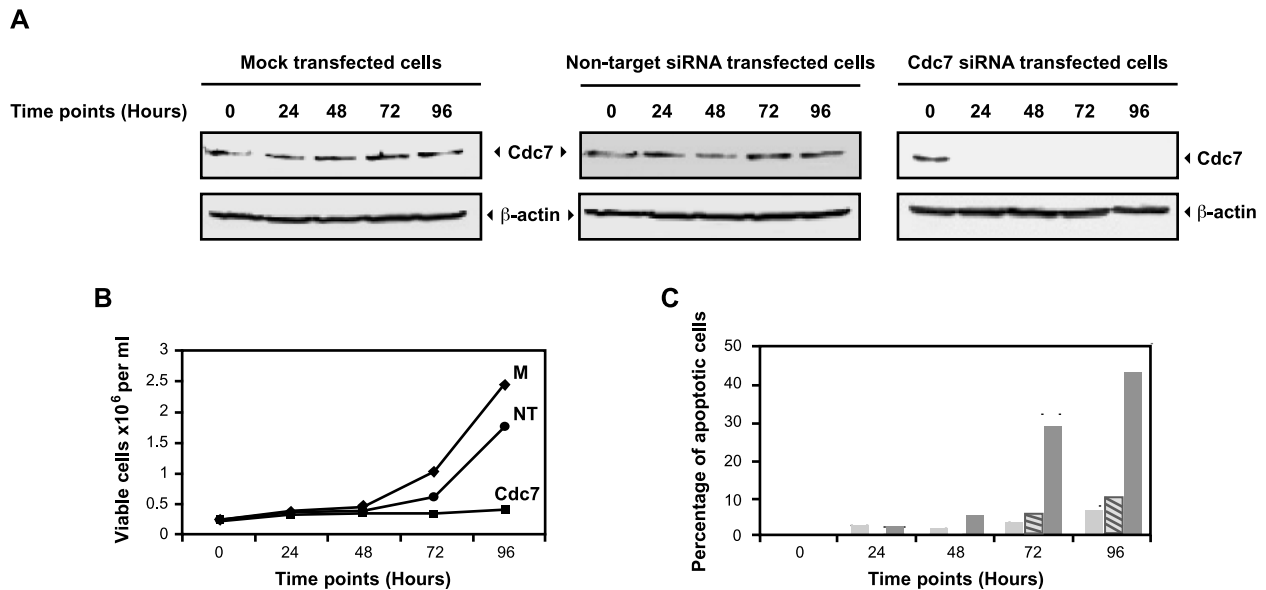 A
Mock transfected cells
Non-target siRNA transfected cells
Cdc7 siRNA transfected cells
Time points (Hours)
0 24 48 72 96
0 24 48 72 96
0 24 48 72 96
Cdc7
Cdc7
β-actin
β-actin
B
Viable cells x10⁶ per ml
3
2.5
2
1.5
1
0.5
0
M
NT
Cdc7
0 24 48 72 96
Time points (Hours)
C
Percentage of apoptotic cells
50
40
30
20
10
0
0 24 48 72 96
Time points (Hours)